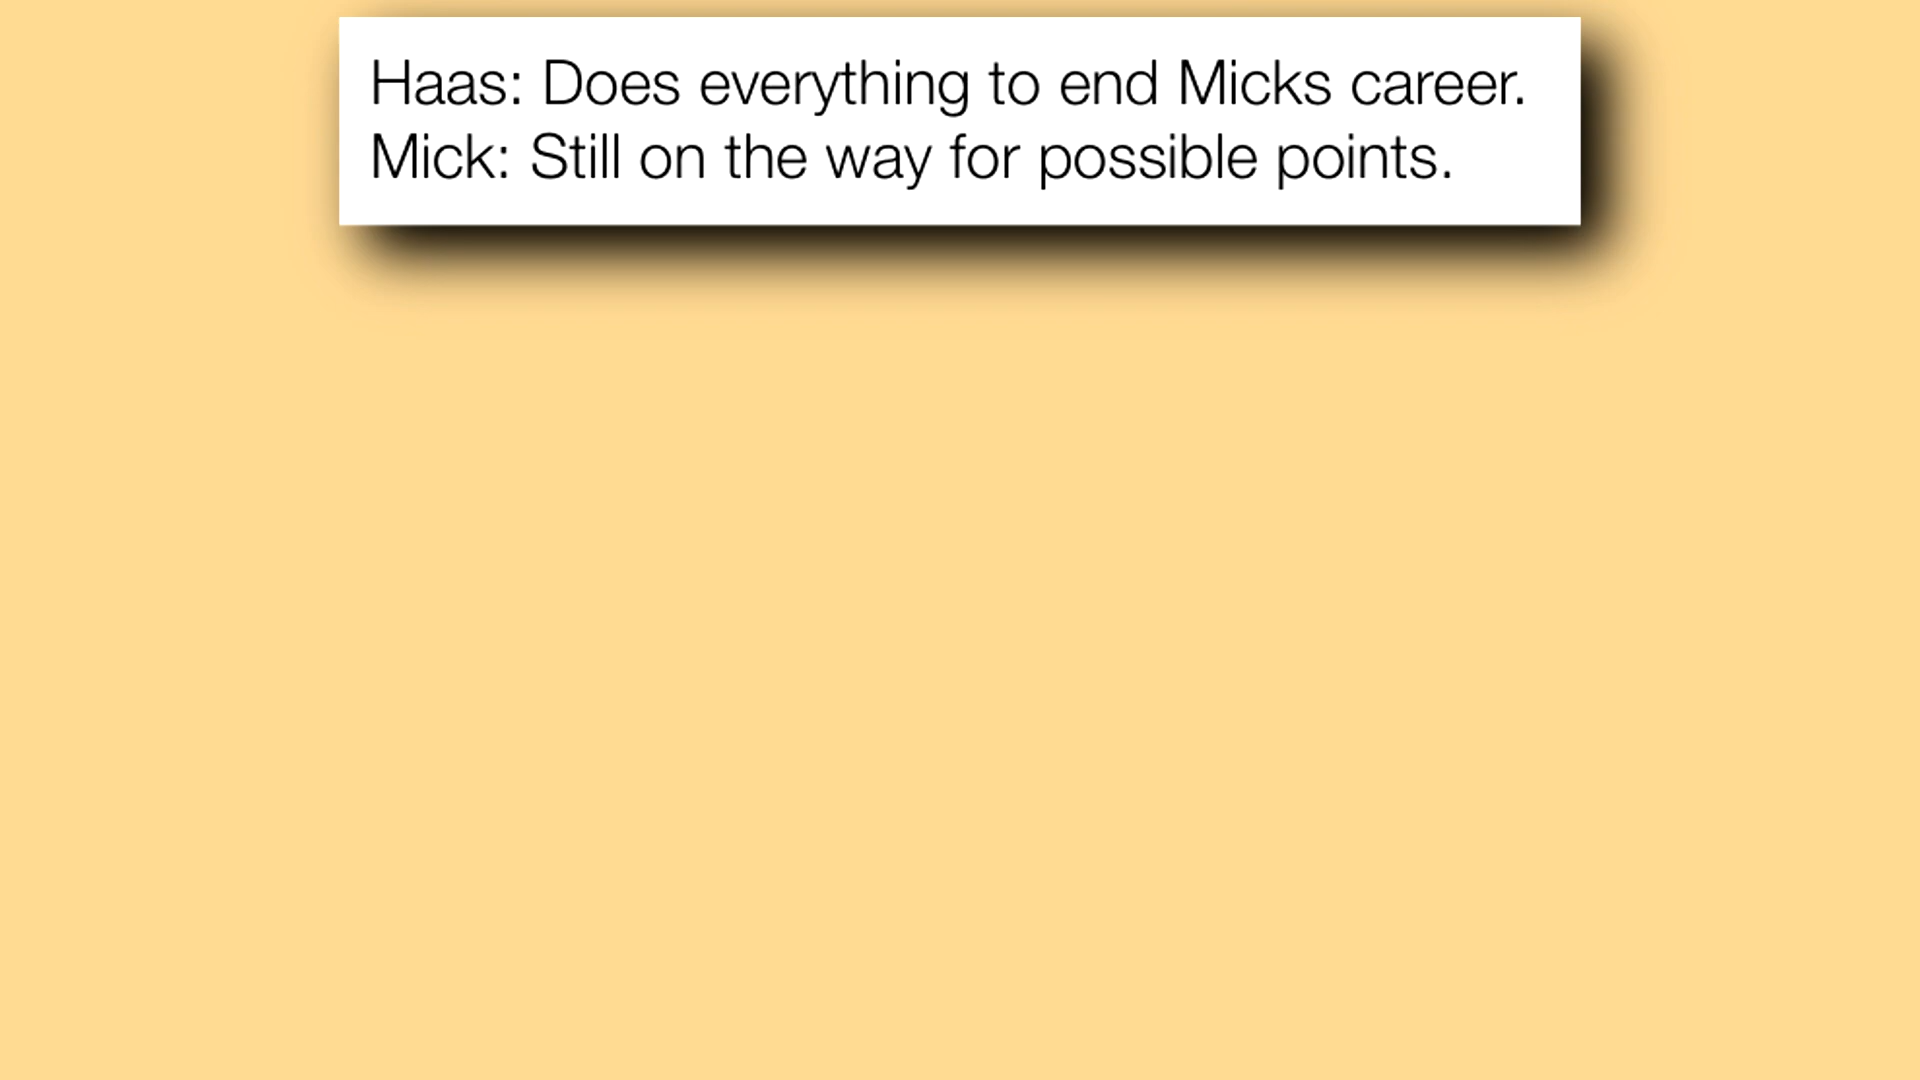 Haas: Does everything to end Micks career.
Mick: Still on the way for possible points.